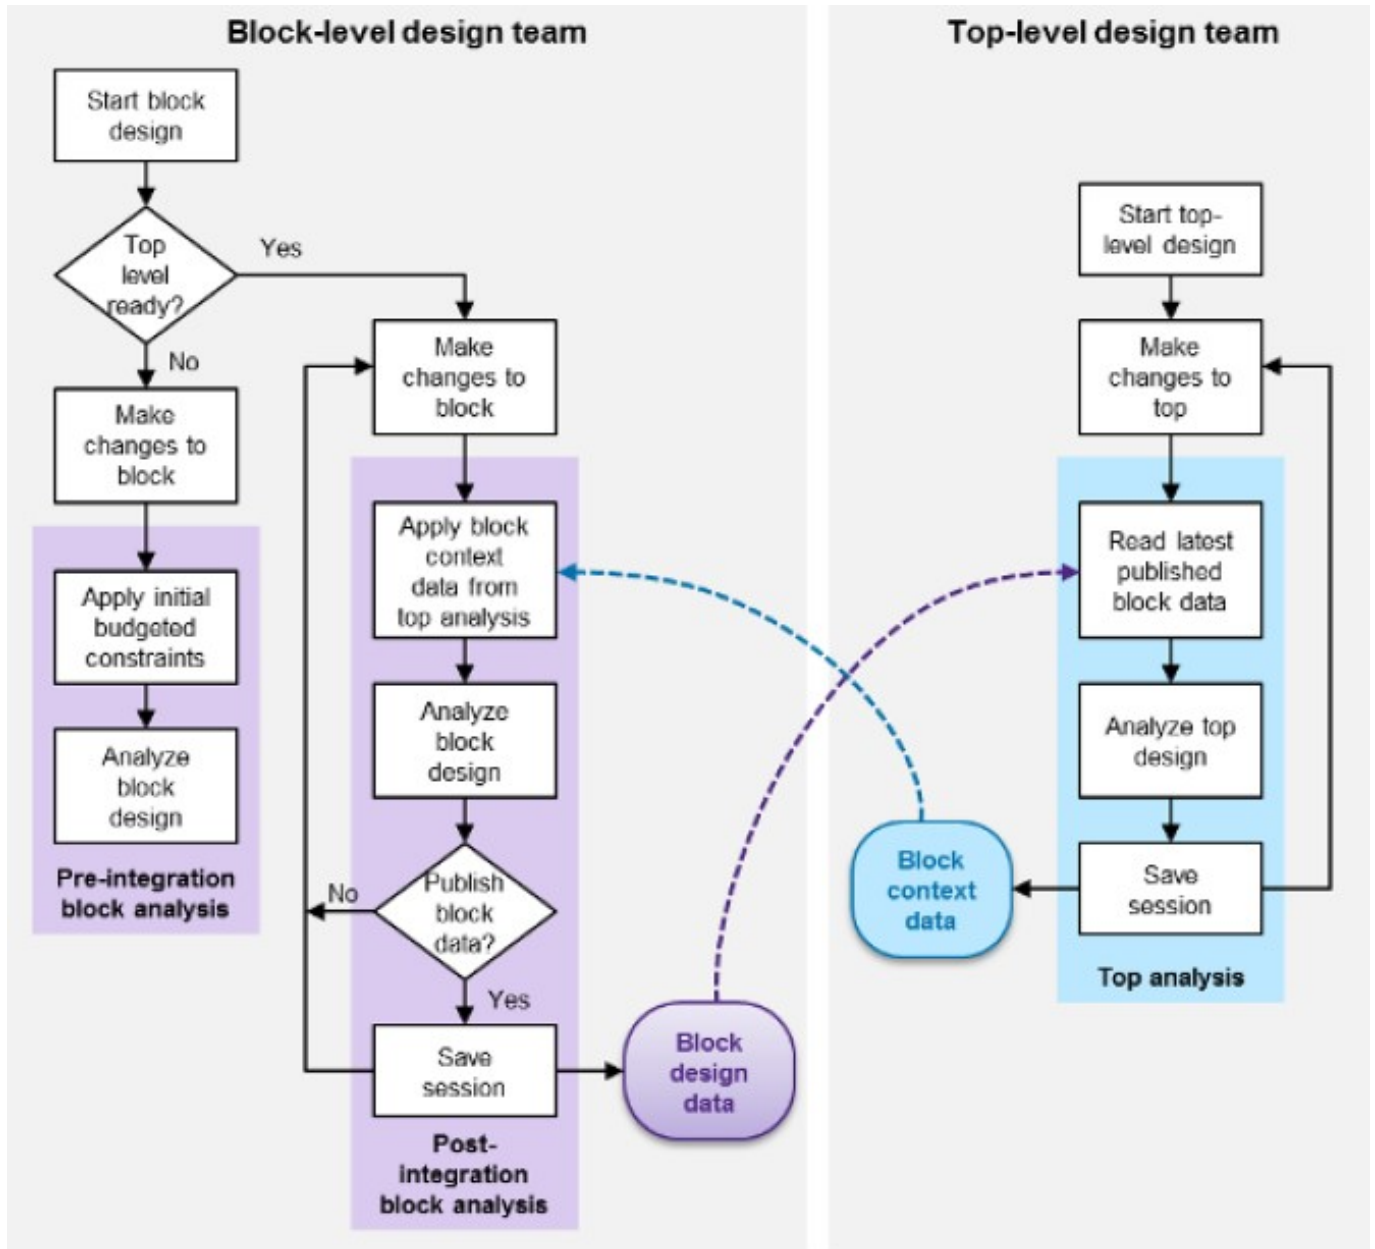 Block-level design team
Start block
design
Top
level
ready?
Yes
No
Make
changes to
block
Apply initial
budgeted
constraints
Analyze
block
design
Pre-integration
block analysis
Make
changes to
block
Apply block
context
data from
top analysis
Analyze
block
design
Publish
block
data?
No
Yes
Save
session
Post-
integration
block analysis
Block
design
data
Top-level design team
Start top-
level design
Make
changes to
top
Read latest
published
block data
Analyze top
design
Save
session
Top analysis
Block
context
data